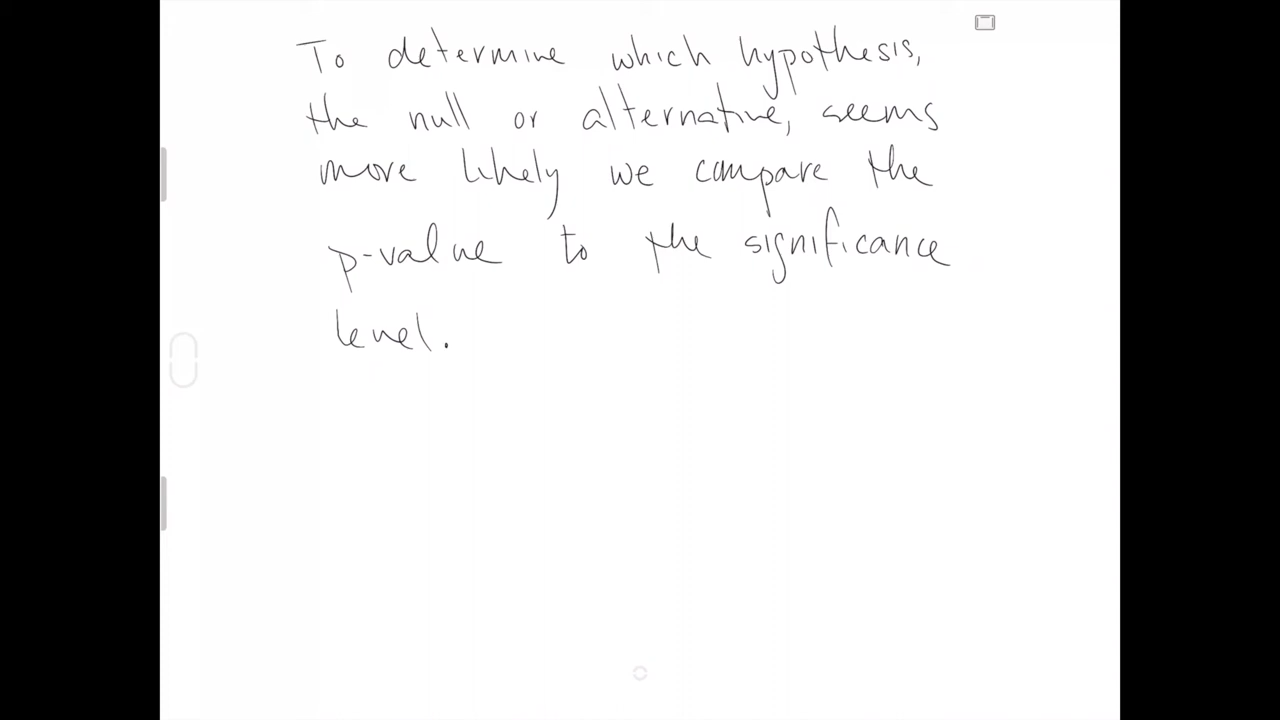 To determine which hypothesis,
the null or alternative, seems
more likely we compare the
p-value to the significance
level.